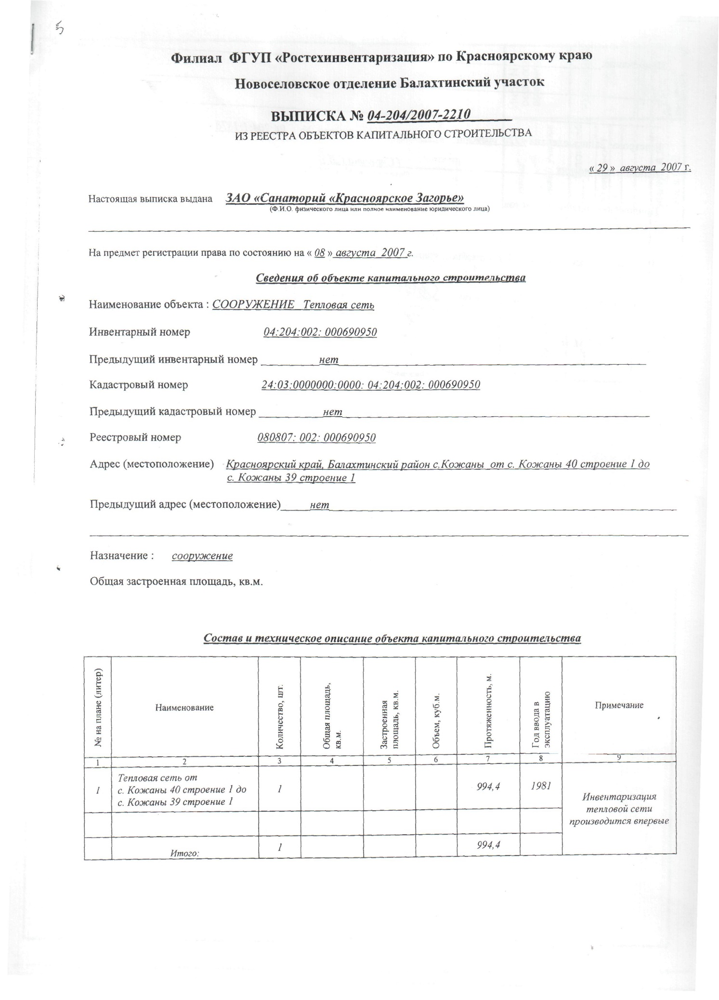 5
Филиал ФГУП «Ростехинвентаризация» по Красноярскому краю
Новоселовское отделение Балахтинский участок
ВЫПИСКА № 04-204/2007-2210
ИЗ РЕЕСТРА ОБЪЕКТОВ КАПИТАЛЬНОГО СТРОИТЕЛЬСТВА
« 29 » августа 2007 г.
Настоящая выписка выдана ЗАО «Санаторий «Красноярское Загорье»
(Ф.И.О. физического лица или полное наименование юридического лица)
На предмет регистрации права по состоянию на « 08 » августа 2007 г.
Сведения об объекте капитального строительства
Наименование объекта : СООРУЖЕНИЕ Тепловая сеть
Инвентарный номер 04:204:002: 000690950
Предыдущий инвентарный номер нет
Кадастровый номер 24:03:0000000:0000: 04:204:002: 000690950
Предыдущий кадастровый номер нет
Реестровый номер 080807: 002: 000690950
Адрес (местоположение) Красноярский край, Балахтинский район с.Кожаны от с. Кожаны 40 строение 1 до
с. Кожаны 39 строение 1
Предыдущий адрес (местоположение) нет
Назначение : сооружение
Общая застроенная площадь, кв.м.
Состав и техническое описание объекта капитального строительства
№ на плане (литер)
Наименование
Количество, шт.
Общая площадь,
кв.м.
Застроенная
площадь, кв.м.
Объем, куб.м.
Протяженность, м.
Год ввода в
эксплуатацию
Примечание
1 2 3 4 5 6 7 8 9
1
Тепловая сеть от
с. Кожаны 40 строение 1 до
с. Кожаны 39 строение 1
1
994,4
1981
Инвентаризация
тепловой сети
производится впервые
Итого:
1
994,4